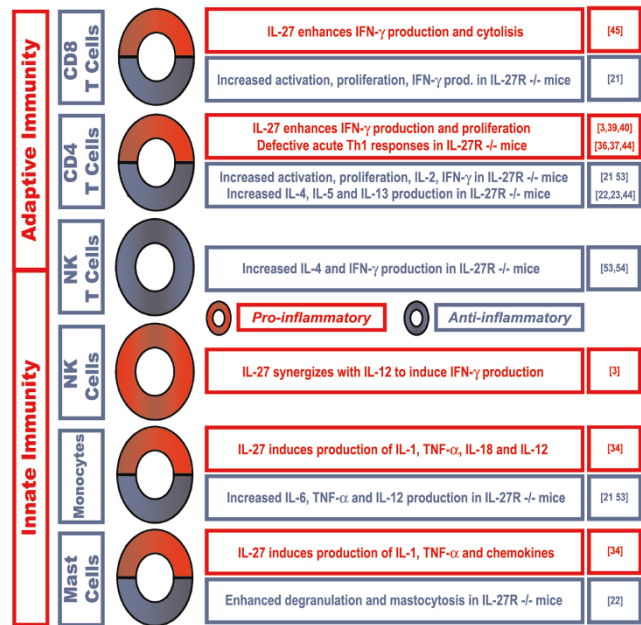 Adaptive Immunity
CD8
T Cells
IL-27 enhances IFN-γ production and cytolisis
[45]
Increased activation, proliferation, IFN-γ prod. in IL-27R -/- mice
[21]
CD4
T Cells
IL-27 enhances IFN-γ production and proliferation
Defective acute Th1 responses in IL-27R -/- mice
[3,39,40]
[36,37,44]
Increased activation, proliferation, IL-2, IFN-γ in IL-27R -/- mice
Increased IL-4, IL-5 and IL-13 production in IL-27R -/- mice
[21 53]
[22,23,44]
NK
T Cells
Increased IL-4 and IFN-γ production in IL-27R -/- mice
[53,54]
Pro-inflammatory
Anti-inflammatory
Innate Immunity
NK
Cells
IL-27 synergizes with IL-12 to induce IFN-γ production
[3]
Monocytes
IL-27 induces production of IL-1, TNF-α, IL-18 and IL-12
[34]
Increased IL-6, TNF-α and IL-12 production in IL-27R -/- mice
[21 53]
Mast
Cells
IL-27 induces production of IL-1, TNF-α and chemokines
[34]
Enhanced degranulation and mastocytosis in IL-27R -/- mice
[22]